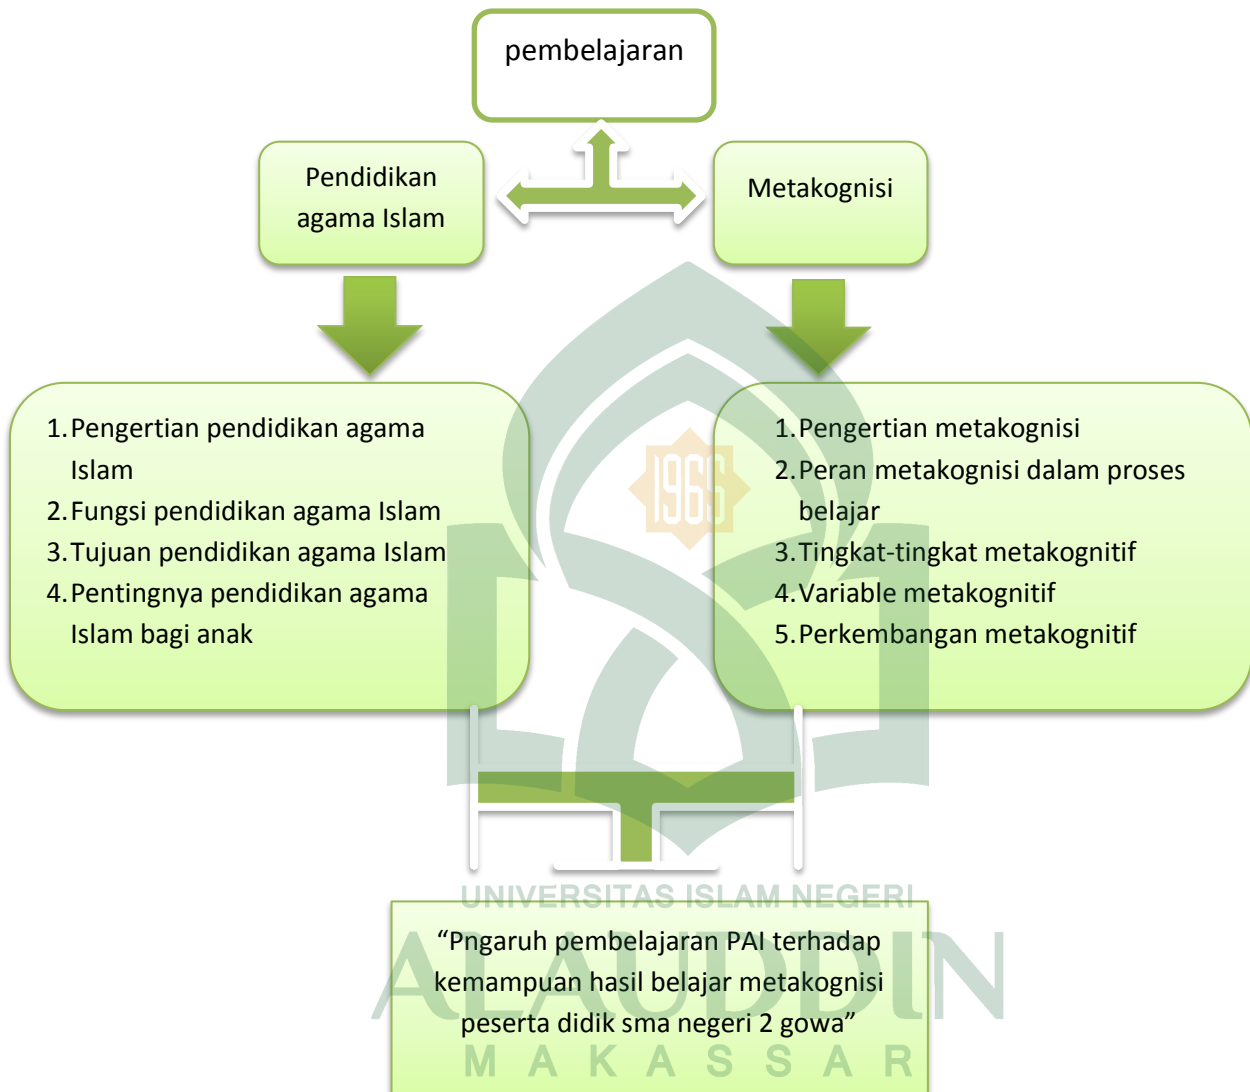 pembelajaran
Pendidikan
agama Islam
Metakognisi
1.Pengertian pendidikan agama
Islam
2.Fungsi pendidikan agama Islam
3.Tujuan pendidikan agama Islam
4.Pentingnya pendidikan agama
Islam bagi anak
1.Pengertian metakognisi
2.Peran metakognisi dalam proses
belajar
3.Tingkat-tingkat metakognitif
4.Variable metakognitif
5.Perkembangan metakognitif
1965
UNIVERSITAS ISLAM NEGERI
ALAUDDIN
MAKASSAR
“Pngaruh pembelajaran PAI terhadap
kemampuan hasil belajar metakognisi
peserta didik sma negeri 2 gowa”